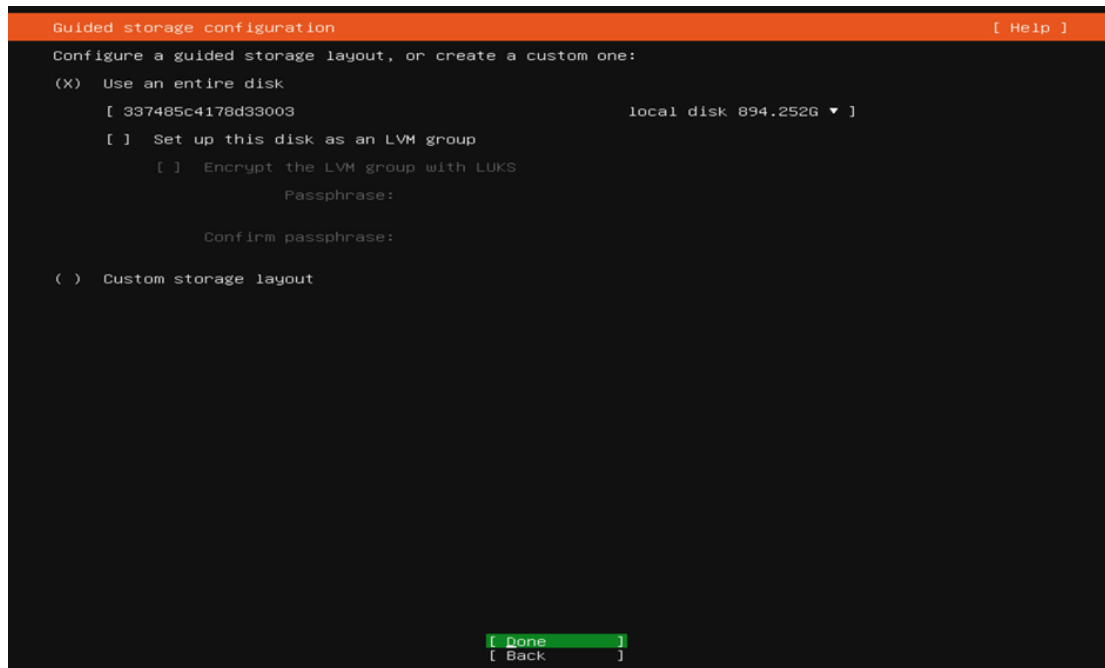 Guided storage configuration [ Help ]
Configure a guided storage layout, or create a custom one:
(X) Use an entire disk
[ 337485c4178d33003 local disk 894.252G ▾ ]
[ ] Set up this disk as an LVM group
[ ] Encrypt the LVM group with LUKS
Passphrase:
Confirm passphrase:
( ) Custom storage layout
[ Done ]
[ Back ]